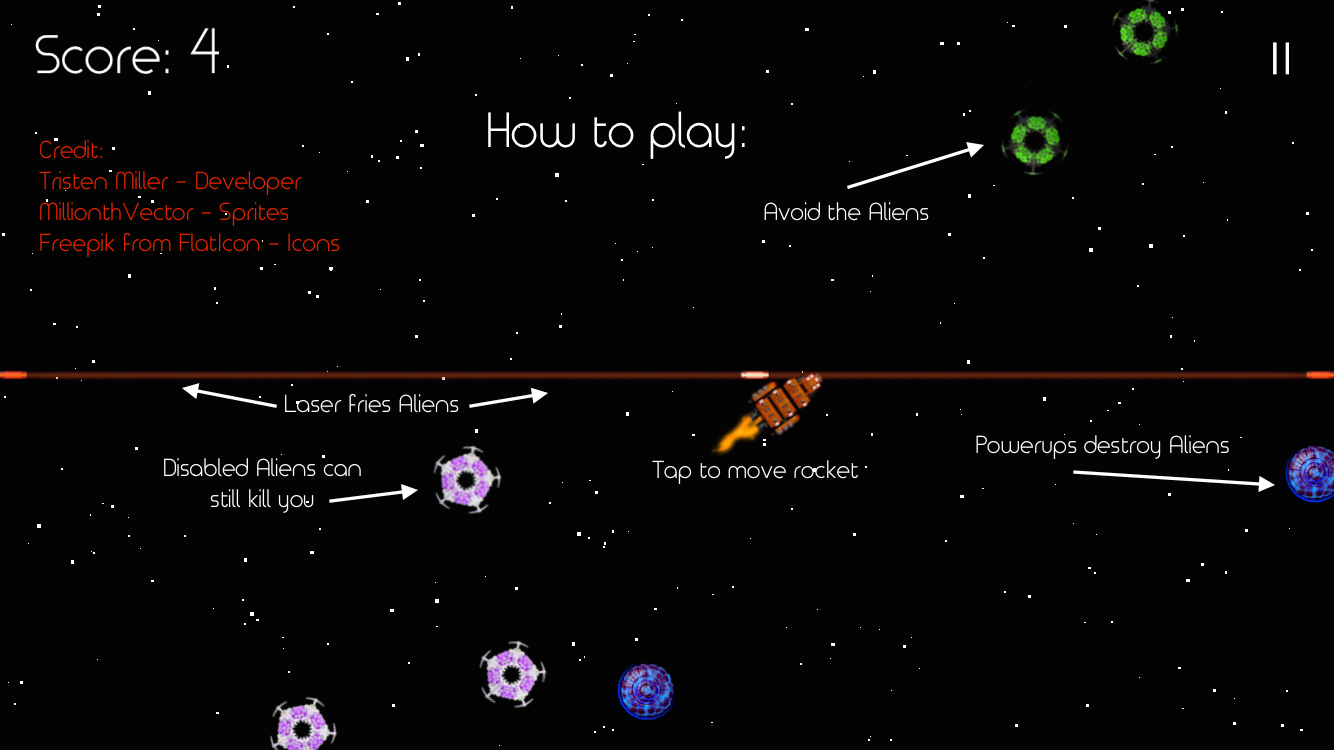 Score: 4
How to play:
Credit:
Tristen Miller - Developer
MillionthVector - Sprites
Freepik from FlatIcon - Icons
Avoid the Aliens
Laser fries Aliens
Disabled Aliens can
still kill you
Tap to move rocket
Powerups destroy Aliens